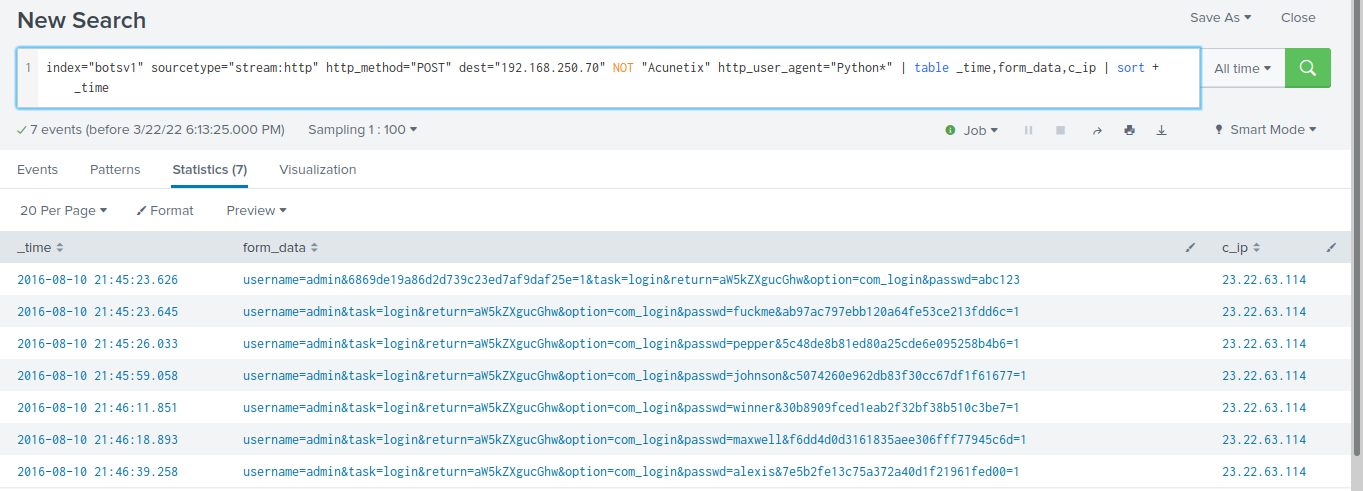 New Search
Save As Close
1 index="botsv1" sourcetype="stream:http" http_method="POST" dest="192.168.250.70" NOT "Acunetix" http_user_agent="Python*" | table _time,form_data,c_ip | sort +
_time
All time
7 events (before 3/22/22 6:13:25.000 PM) Sampling 1 : 100 Job Smart Mode
Events Patterns Statistics (7) Visualization
20 Per Page Format Preview
_time form_data c_ip
2016-08-10 21:45:23.626 username=admin&6869de19a86d2d739c23ed7af9daf25e=1&task=login&return=aW5kZXgucGhw&option=com_login&passwd=abc123 23.22.63.114
2016-08-10 21:45:23.645 username=admin&task=login&return=aW5kZXgucGhw&option=com_login&passwd=fuckme&ab97ac797ebb120a64fe53ce213fdd6c=1 23.22.63.114
2016-08-10 21:45:26.033 username=admin&task=login&return=aW5kZXgucGhw&option=com_login&passwd=pepper&5c48de8b81ed80a25cde6e095258b4b6=1 23.22.63.114
2016-08-10 21:45:59.058 username=admin&task=login&return=aW5kZXgucGhw&option=com_login&passwd=johnson&c5074260e962db83f30cc67df1f61677=1 23.22.63.114
2016-08-10 21:46:11.851 username=admin&task=login&return=aW5kZXgucGhw&option=com_login&passwd=winner&30b8909fced1eab2f32bf38b510c3be7=1 23.22.63.114
2016-08-10 21:46:18.893 username=admin&task=login&return=aW5kZXgucGhw&option=com_login&passwd=maxwell&f6dd4d0d3161835aee306fff77945c6d=1 23.22.63.114
2016-08-10 21:46:39.258 username=admin&task=login&return=aW5kZXgucGhw&option=com_login&passwd=alexis&7e5b2fe13c75a372a40d1f21961fed00=1 23.22.63.114